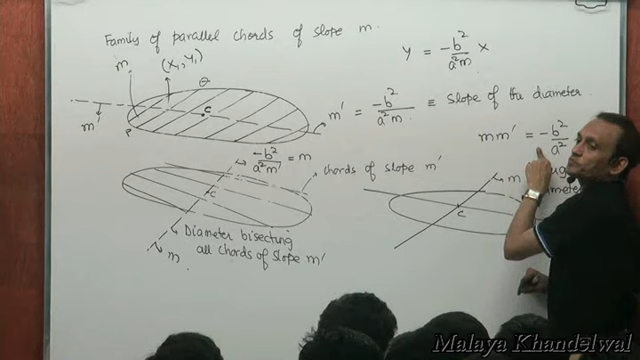 Family of parallel chords of slope m.
y = -b²/a²m x
m
(x₁, y₁)
Q
c
m'
P
m' = -b²/a²m ≡ slope of the diameter.
mm' = -b²/a²
-b²/a²m' = m
chords of slope m'
c
m
c
Diameter bisecting
all chords of slope m'
m
Malaya Khandelwal